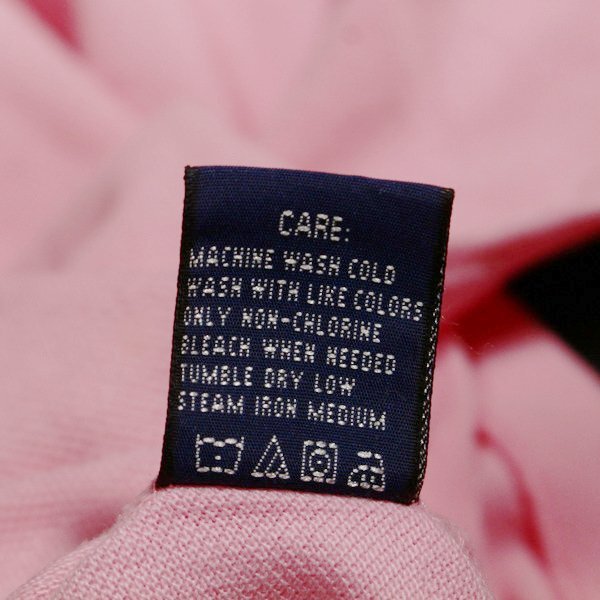 CARE:
MACHINE WASH COLD
WASH WITH LIKE COLORS
ONLY NON-CHLORINE
BLEACH WHEN NEEDED
TUMBLE DRY LOW
STEAM IRON MEDIUM